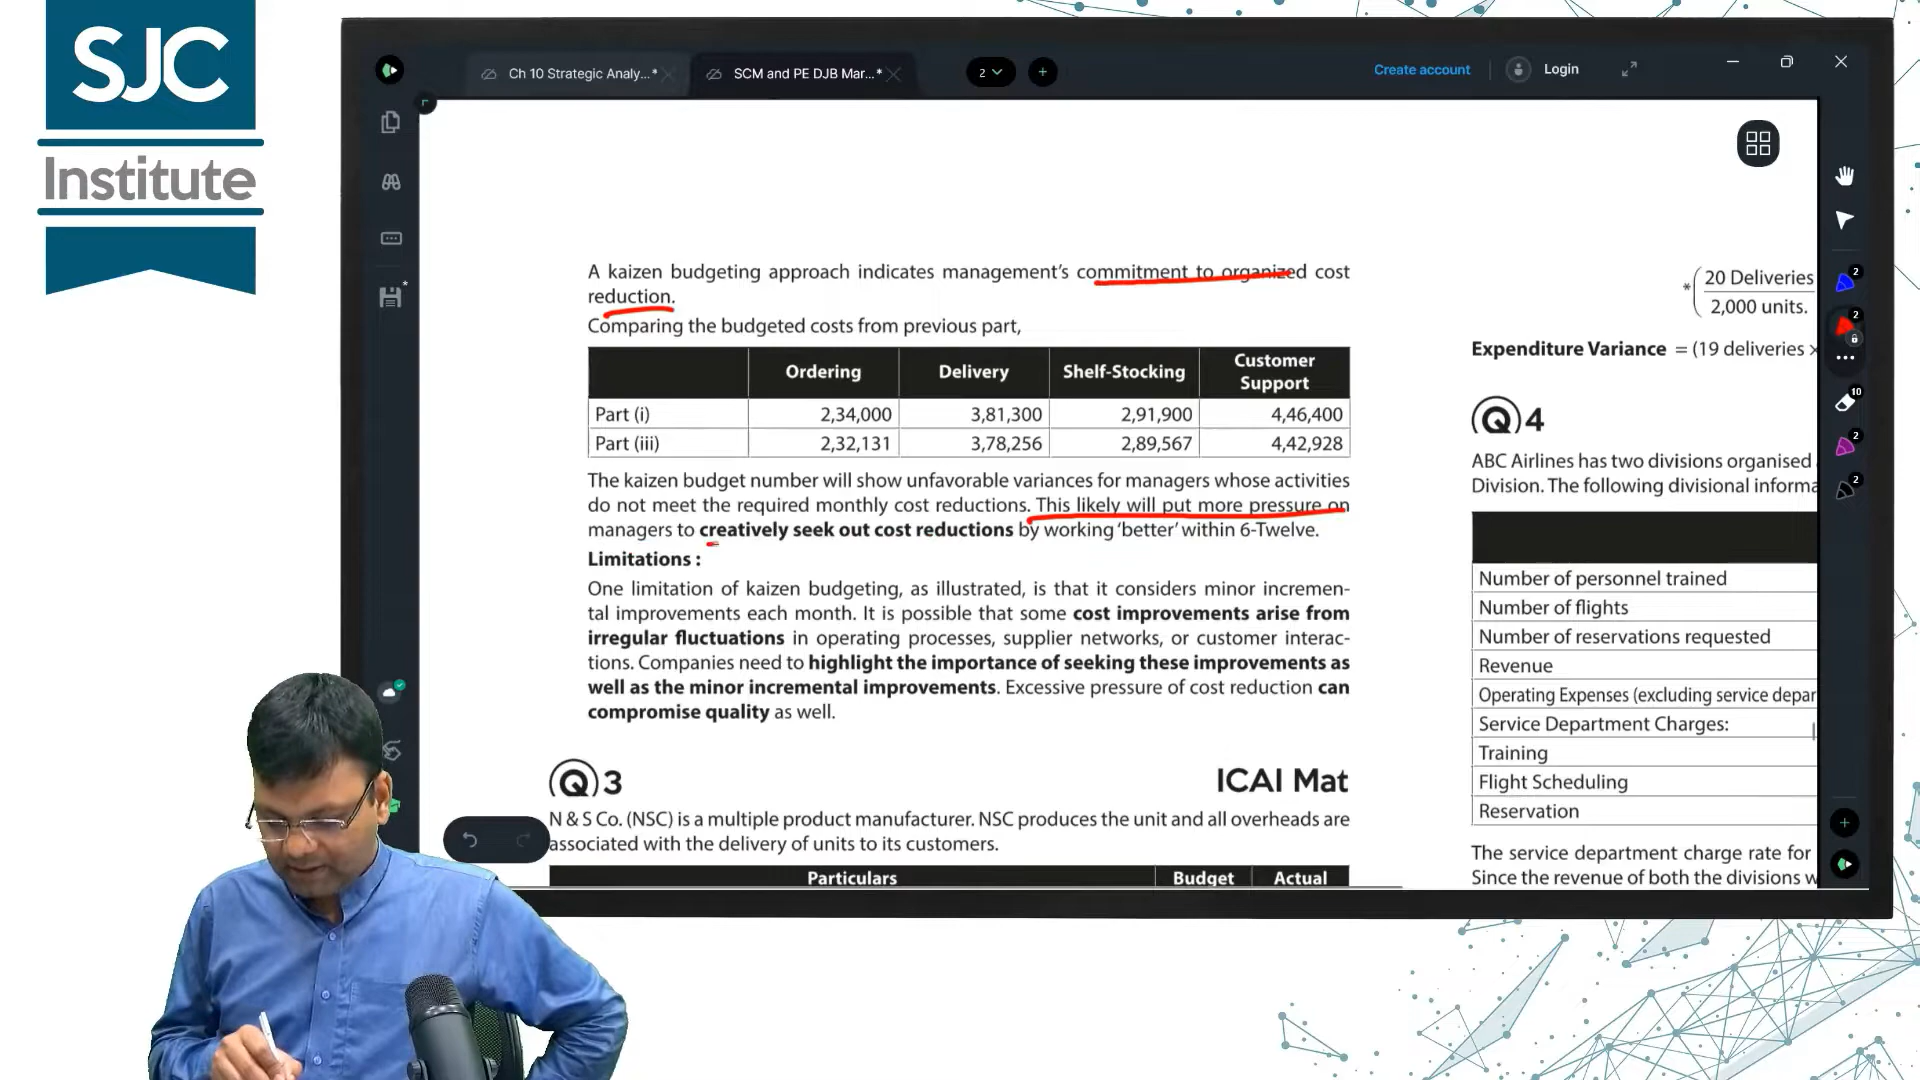 SJC
Institute
Ch 10 Strategic Analy...*
SCM and PE DJB Mar...*
2
Create account
Login
A kaizen budgeting approach indicates management's commitment to organized cost
reduction.
Comparing the budgeted costs from previous part,
Ordering Delivery Shelf-Stocking Customer Support
Part (i) 2,34,000 3,81,300 2,91,900 4,46,400
Part (iii) 2,32,131 3,78,256 2,89,567 4,42,928
The kaizen budget number will show unfavorable variances for managers whose activities
do not meet the required monthly cost reductions. This likely will put more pressure on
managers to creatively seek out cost reductions by working 'better' within 6-Twelve.
Limitations :
One limitation of kaizen budgeting, as illustrated, is that it considers minor incremen-
tal improvements each month. It is possible that some cost improvements arise from
irregular fluctuations in operating processes, supplier networks, or customer interac-
tions. Companies need to highlight the importance of seeking these improvements as
well as the minor incremental improvements. Excessive pressure of cost reduction can
compromise quality as well.
Q 3 ICAI Mat
N & S Co. (NSC) is a multiple product manufacturer. NSC produces the unit and all overheads are
associated with the delivery of units to its customers.
Particulars Budget Actual
* ( 20 Deliveries
2,000 units.
Expenditure Variance = (19 deliveries ×
Q 4
ABC Airlines has two divisions organised
Division. The following divisional informa
Number of personnel trained
Number of flights
Number of reservations requested
Revenue
Operating Expenses (excluding service depar
Service Department Charges:
Training
Flight Scheduling
Reservation
The service department charge rate for
Since the revenue of both the divisions w
2
2
10
2
2